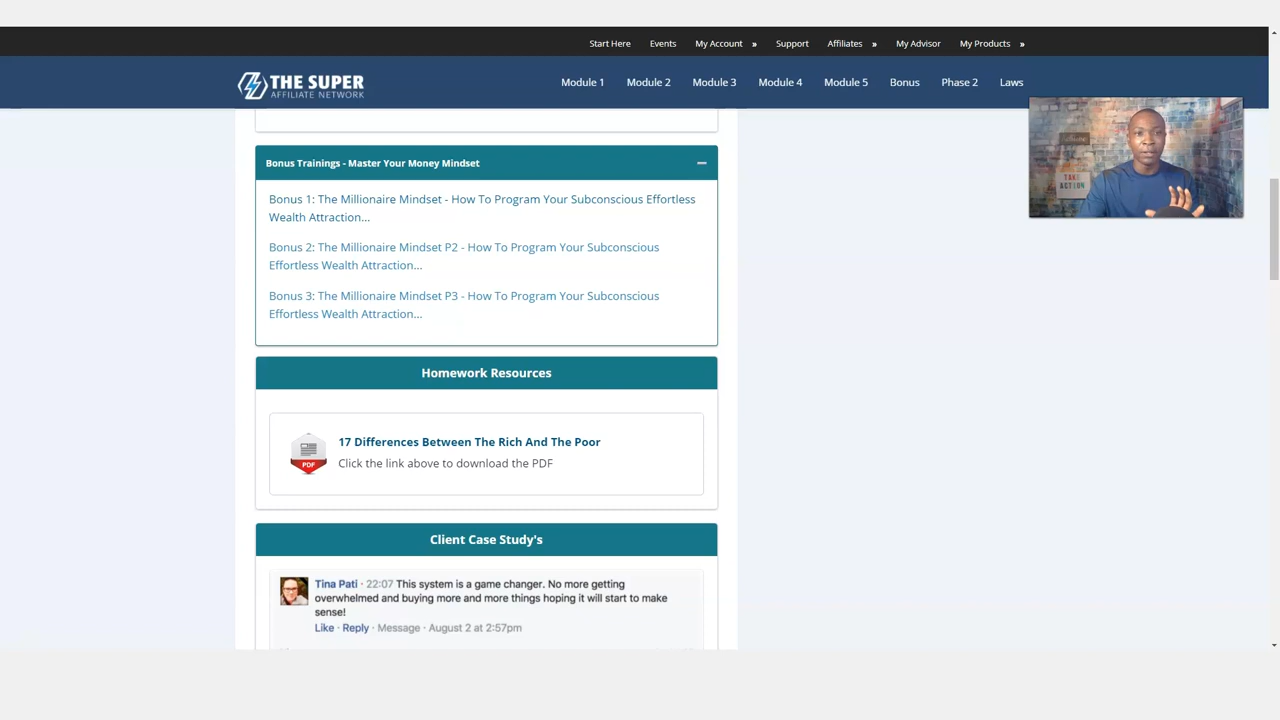 Start Here Events My Account » Support Affiliates » My Advisor My Products »
THE SUPER
AFFILIATE NETWORK
Module 1 Module 2 Module 3 Module 4 Module 5 Bonus Phase 2 Laws
TAKE
ACTION
Bonus Trainings - Master Your Money Mindset
Bonus 1: The Millionaire Mindset - How To Program Your Subconscious Effortless
Wealth Attraction...
Bonus 2: The Millionaire Mindset P2 - How To Program Your Subconscious
Effortless Wealth Attraction...
Bonus 3: The Millionaire Mindset P3 - How To Program Your Subconscious
Effortless Wealth Attraction...
Homework Resources
PDF
17 Differences Between The Rich And The Poor
Click the link above to download the PDF
Client Case Study's
Tina Pati · 22:07 This system is a game changer. No more getting
overwhelmed and buying more and more things hoping it will start to make
sense!
Like · Reply · Message · August 2 at 2:57pm